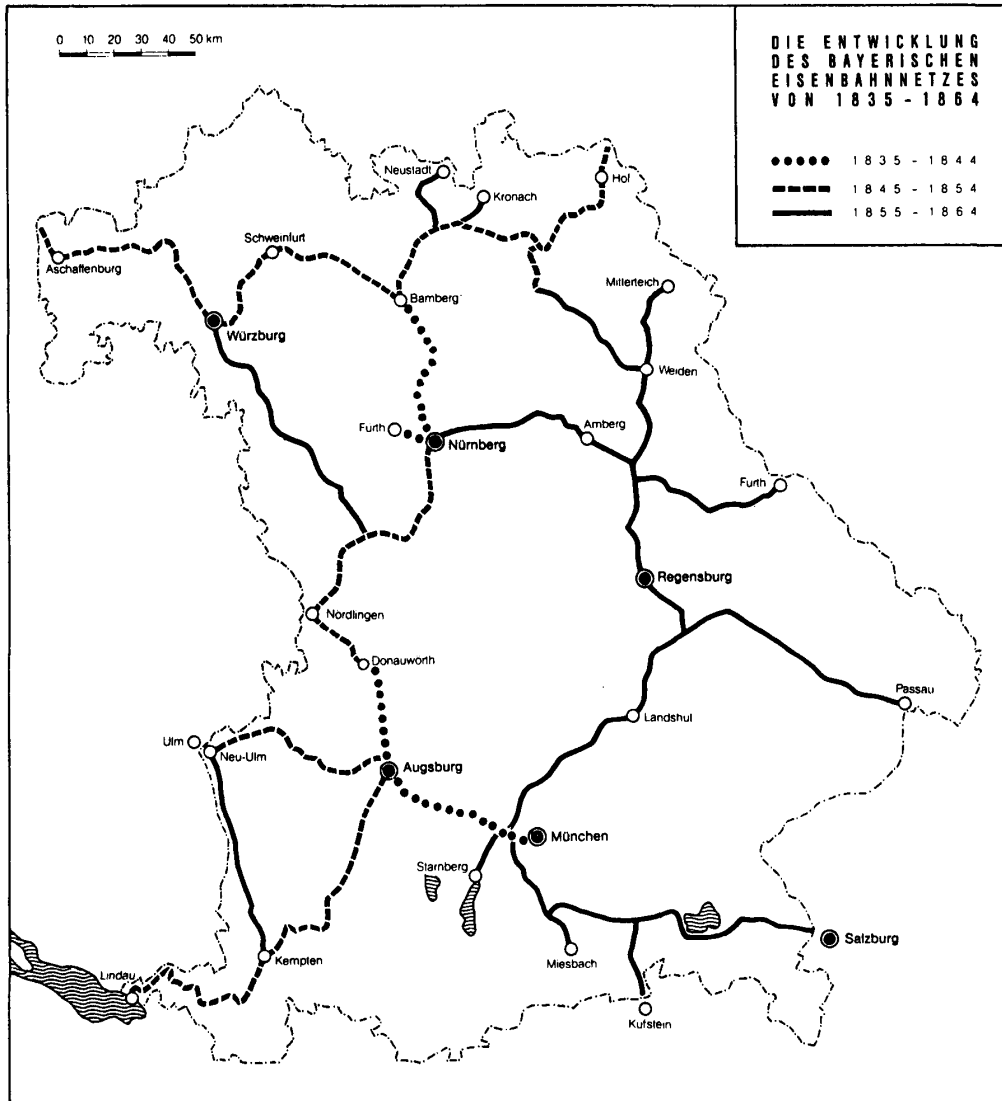 0 10 20 30 40 50 km
DIE ENTWICKLUNG
DES BAYERISCHEN
EISENBAHNNETZES
VON 1835-1864
1835-1844
1845-1854
1855-1864
Neustadt
Hof
Kronach
Schweinfurt
Aschaffenburg
Mitterteich
Bamberg
Würzburg
Weiden
Furth
Nürnberg
Amberg
Furth
Regensburg
Nördlingen
Donauwörth
Passau
Landshut
Ulm
Neu-Ulm
Augsburg
München
Starnberg
Salzburg
Miesbach
Kempten
Lindau
Kufstein